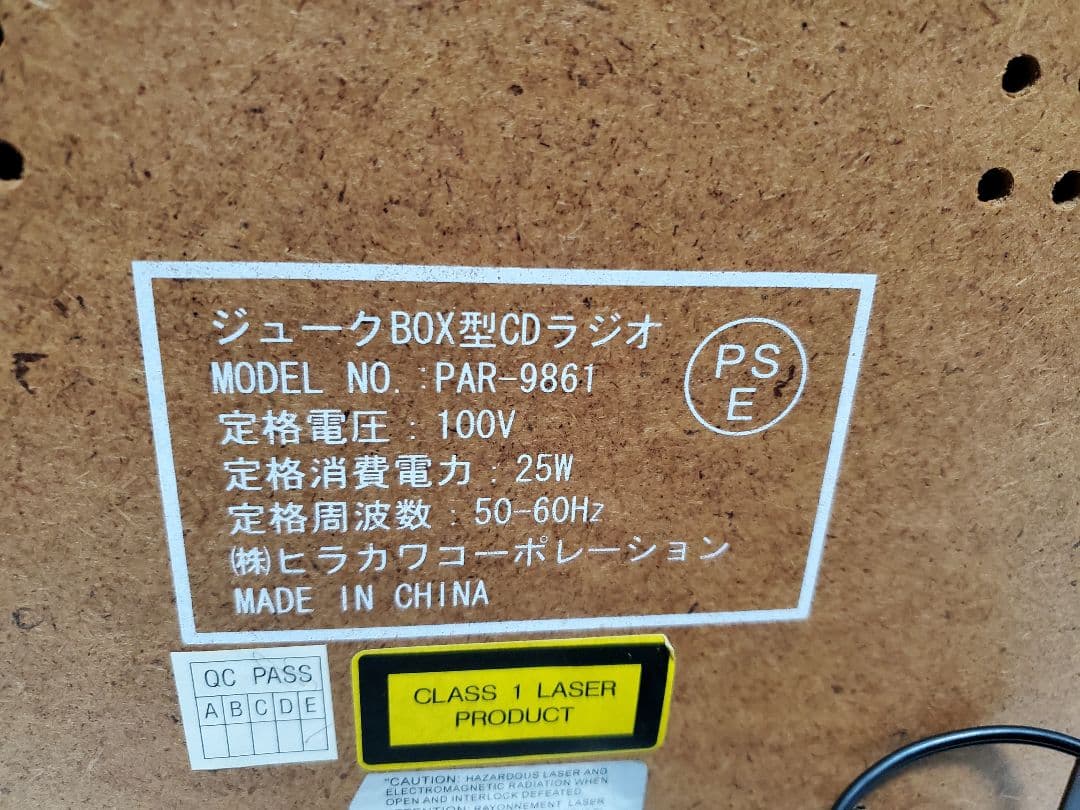 ジュークBOX型CDラジオ
MODEL NO. :PAR-9861
PS
E
定格電圧 : 100V
定格消費電力 : 25W
定格周波数 : 50-60Hz
㈱ヒラカワコーポレーション
MADE IN CHINA
QC PASS
A B C D E
CLASS 1 LASER
PRODUCT
"CAUTION: HAZARDOUS LASER AND
ELECTROMAGNETIC RADIATION WHEN
OPEN AND INTERLOCK DEFEATED
RAYONNEMENT LASER